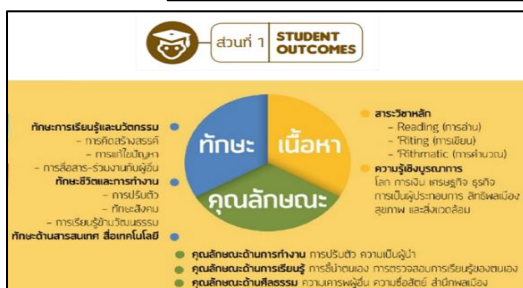 ส่วนที่ 1
STUDENT
OUTCOMES
ทักษะ
เนื้อหา
คุณลักษณะ
ทักษะการเรียนรู้และนวัตกรรม
- การคิดสร้างสรรค์
- การแก้ไขปัญหา
- การสื่อสาร-ร่วมงานกับผู้อื่น
ทักษะชีวิตและการทำงาน
- การปรับตัว
- ทักษะสังคม
- การเรียนรู้ข้ามวัฒนธรรม
ทักษะด้านสารสนเทศ สื่อเทคโนโลยี
สาระวิชาหลัก
- Reading (การอ่าน)
- 'Riting (การเขียน)
- 'Rithmatic (การคำนวณ)
ความรู้เชิงบูรณาการ
โลก การเงิน เศรษฐกิจ ธุรกิจ
การเป็นผู้ประกอบการ สิทธิพลเมือง
สุขภาพ และสิ่งแวดล้อม
คุณลักษณะด้านการทำงาน การปรับตัว ความเป็นผู้นำ
คุณลักษณะด้านการเรียนรู้ การชี้นำตนเอง การตรวจสอบการเรียนรู้ของตนเอง
คุณลักษณะด้านศีลธรรม ความเคารพผู้อื่น ความซื่อสัตย์ สำนึกพลเมือง